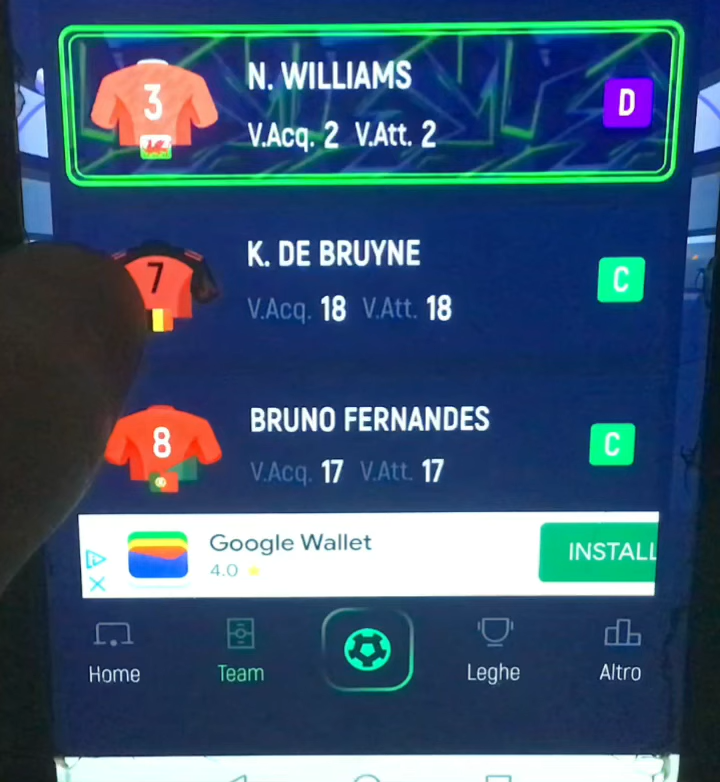 3
N. WILLIAMS
V.Acq. 2 V.Att. 2
D
7
K. DE BRUYNE
V.Acq. 18 V.Att. 18
C
8
BRUNO FERNANDES
V.Acq. 17 V.Att. 17
C
Google Wallet
4.0
INSTALL
Home
Team
Leghe
Altro